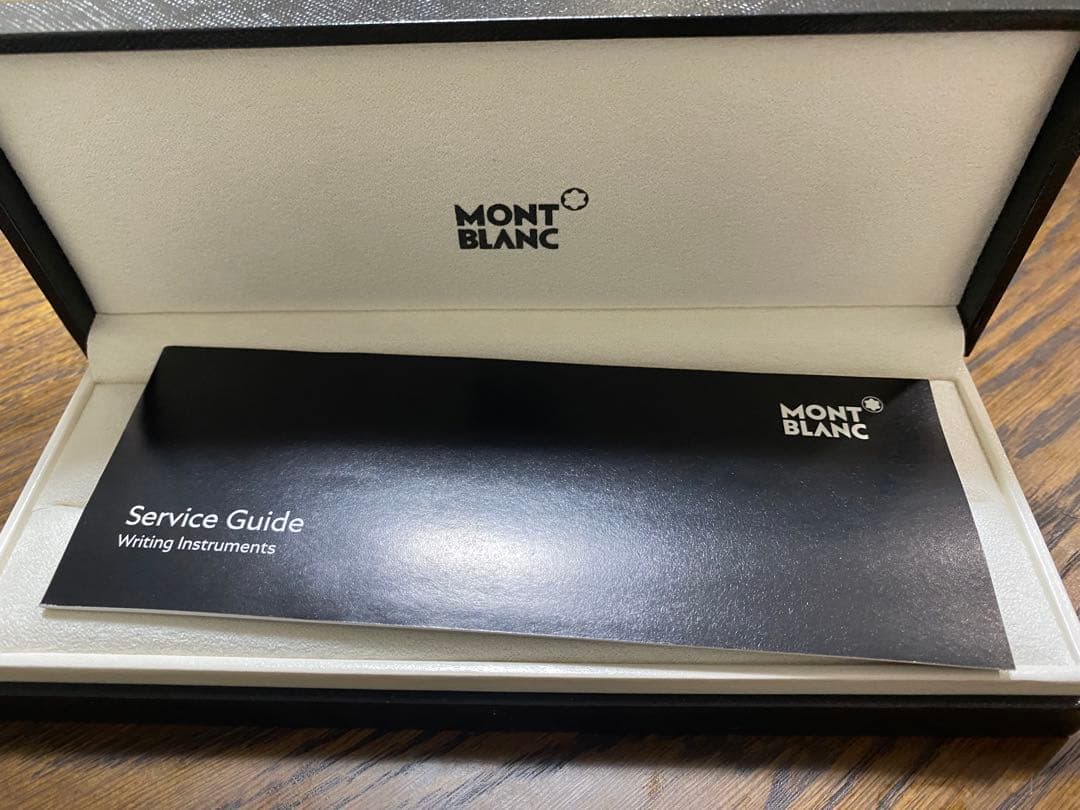 MONT
BLANC
MONT
BLANC
Service Guide
Writing Instruments